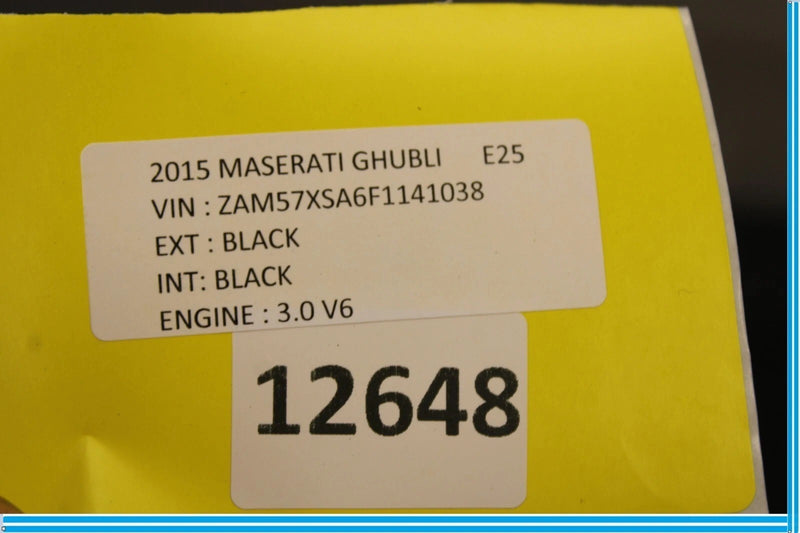 2015 MASERATI GHUBLI E25
VIN : ZAM57XSA6F1141038
EXT : BLACK
INT: BLACK
ENGINE : 3.0 V6
12648